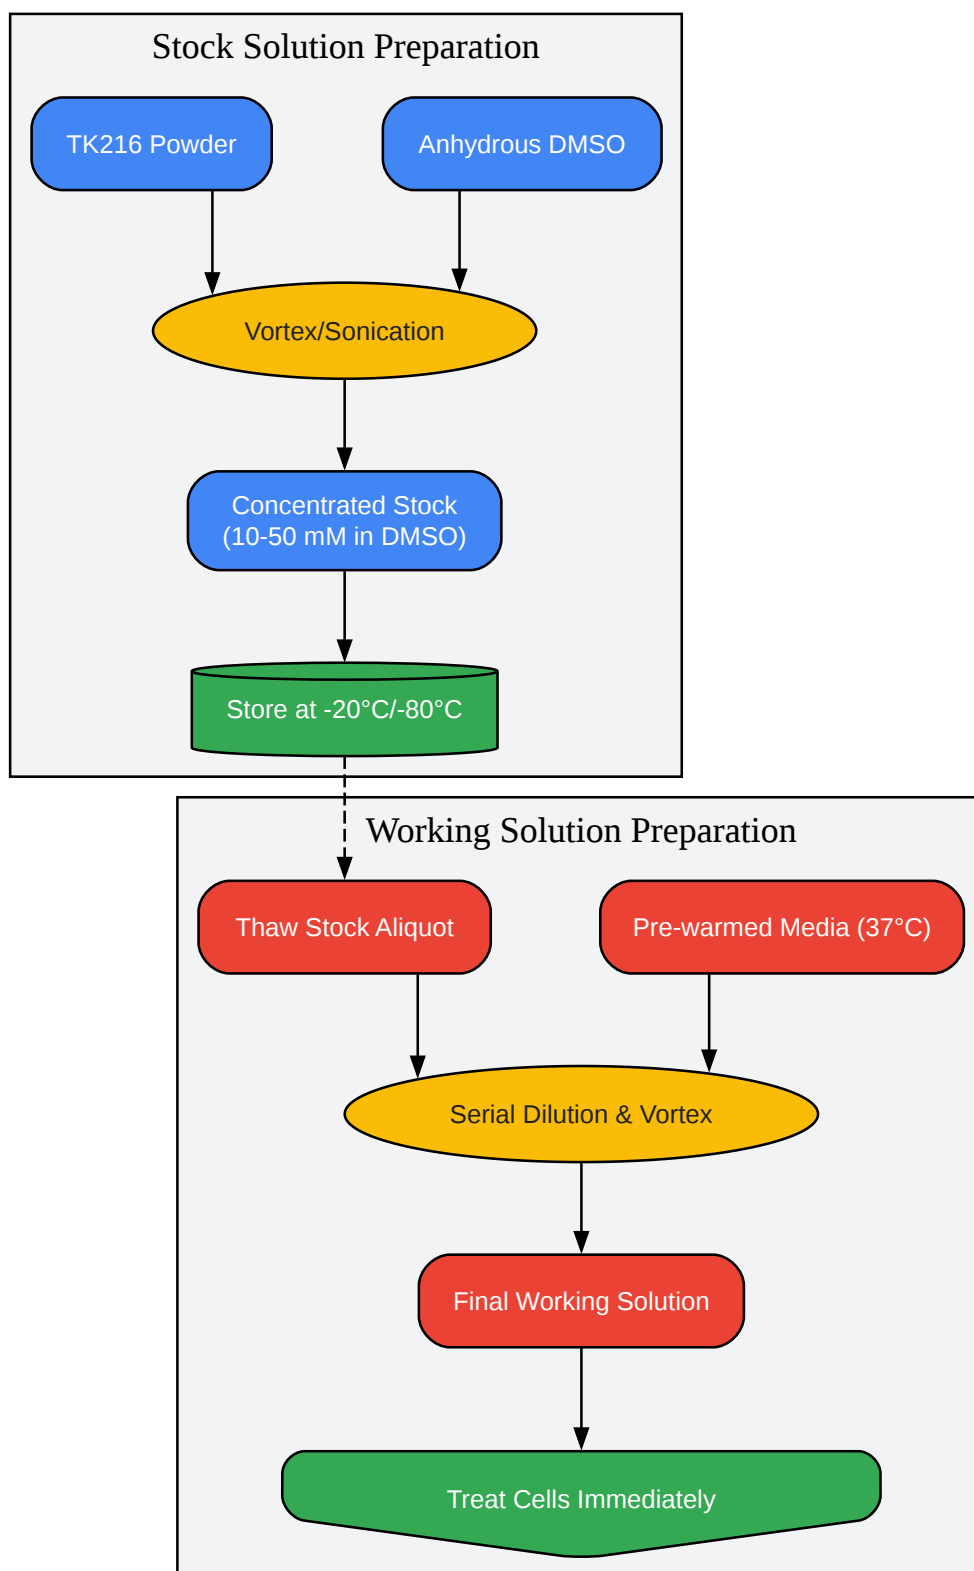 Stock Solution Preparation
TK216 Powder
Anhydrous DMSO
Vortex/Sonication
Concentrated Stock
(10-50 mM in DMSO)
Store at -20°C/-80°C
Working Solution Preparation
Thaw Stock Aliquot
Pre-warmed Media (37°C)
Serial Dilution & Vortex
Final Working Solution
Treat Cells Immediately